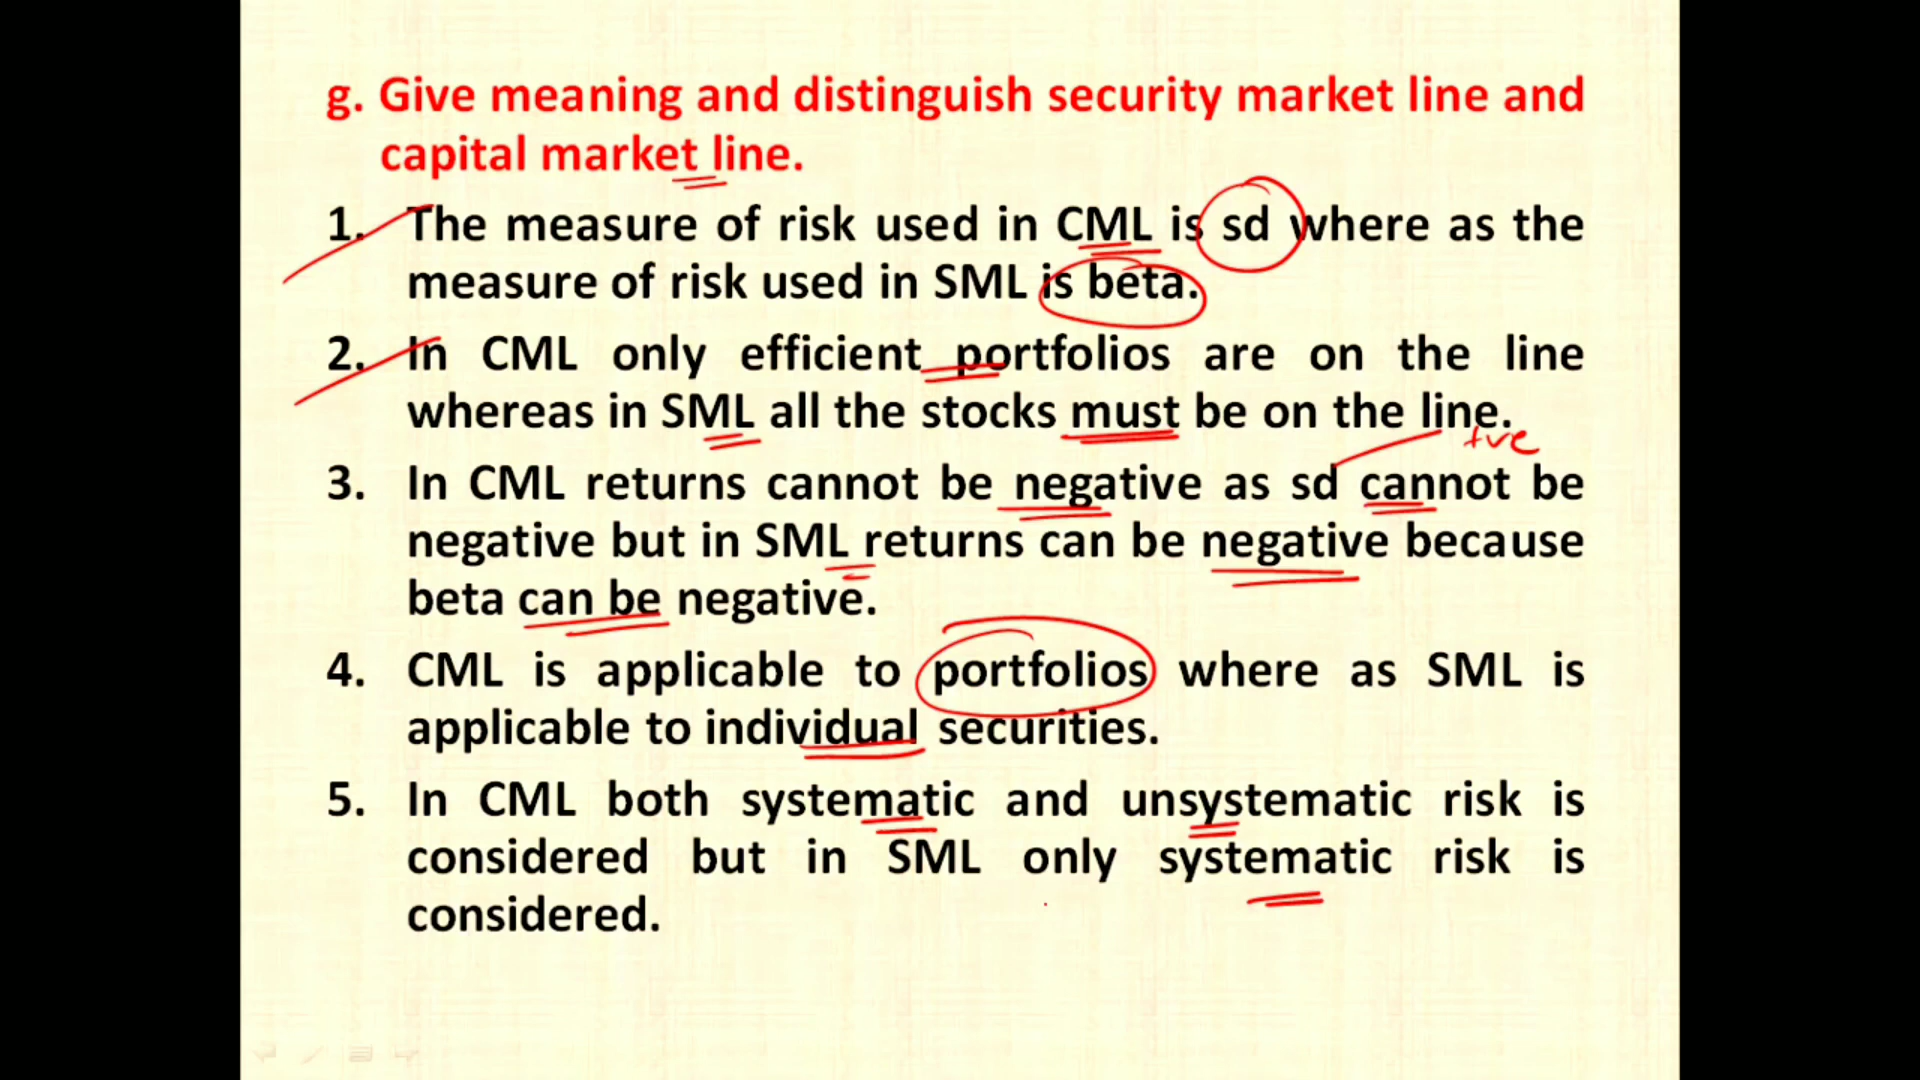 g. Give meaning and distinguish security market line and
capital market line.
1. The measure of risk used in CML is sd where as the
measure of risk used in SML is beta.
2. In CML only efficient portfolios are on the line
whereas in SML all the stocks must be on the line.
+ve
3. In CML returns cannot be negative as sd cannot be
negative but in SML returns can be negative because
beta can be negative.
4. CML is applicable to portfolios where as SML is
applicable to individual securities.
5. In CML both systematic and unsystematic risk is
considered but in SML only systematic risk is
considered.